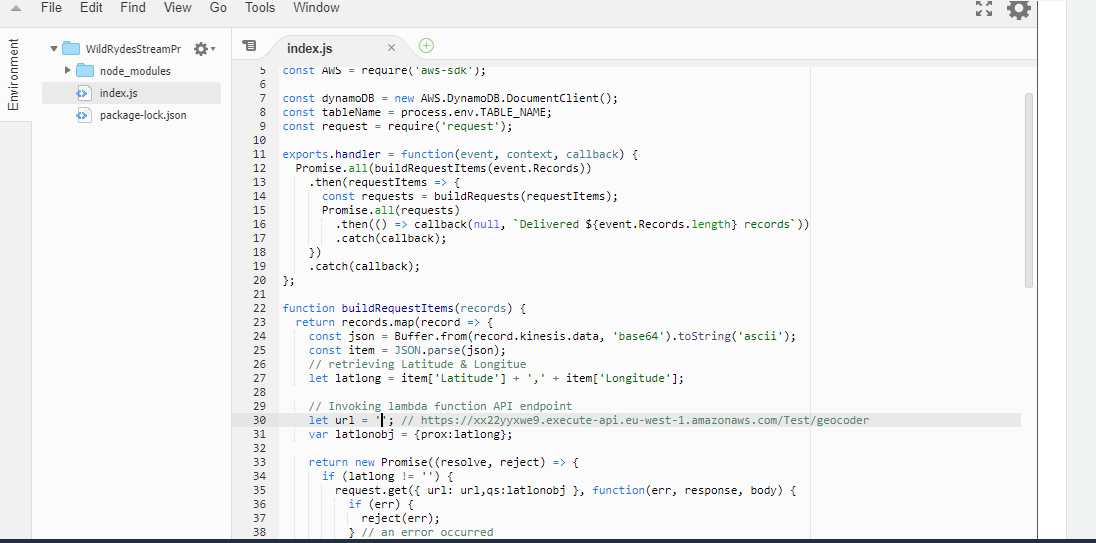 File Edit Find View Go Tools Window
Environment
WildRydesStreamPr
node_modules
index.js
package-lock.json
index.js
5 const AWS = require('aws-sdk');
6
7 const dynamoDB = new AWS.DynamoDB.DocumentClient();
8 const tableName = process.env.TABLE_NAME;
9 const request = require('request');
10
11 exports.handler = function(event, context, callback) {
12 Promise.all(buildRequestItems(event.Records))
13 .then(requestItems => {
14 const requests = buildRequests(requestItems);
15 Promise.all(requests)
16 .then(() => callback(null, `Delivered ${event.Records.length} records`))
17 .catch(callback);
18 })
19 .catch(callback);
20 };
21
22 function buildRequestItems(records) {
23 return records.map(record => {
24 const json = Buffer.from(record.kinesis.data, 'base64').toString('ascii');
25 const item = JSON.parse(json);
26 // retrieving Latitude & Longitue
27 let latlong = item['Latitude'] + ',' + item['Longitude'];
28
29 // Invoking lambda function API endpoint
30 let url = ''; // https://xx22yyxwe9.execute-api.eu-west-1.amazonaws.com/Test/geocoder
31 var latlonobj = {prox:latlong};
32
33 return new Promise((resolve, reject) => {
34 if (latlong != '') {
35 request.get({ url: url,qs:latlonobj }, function(err, response, body) {
36 if (err) {
37 reject(err);
38 } // an error occurred